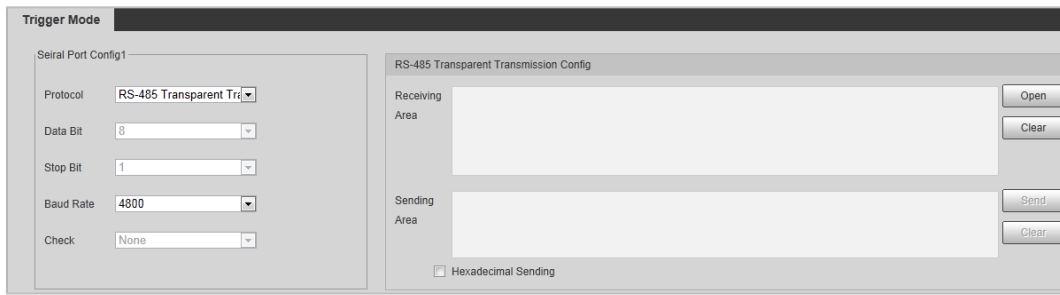 Trigger Mode
Seiral Port Config1
Protocol RS-485 Transparent Tra
Data Bit 8
Stop Bit 1
Baud Rate 4800
Check None
RS-485 Transparent Transmission Config
Receiving
Area
Open
Clear
Sending
Area
Send
Clear
Hexadecimal Sending